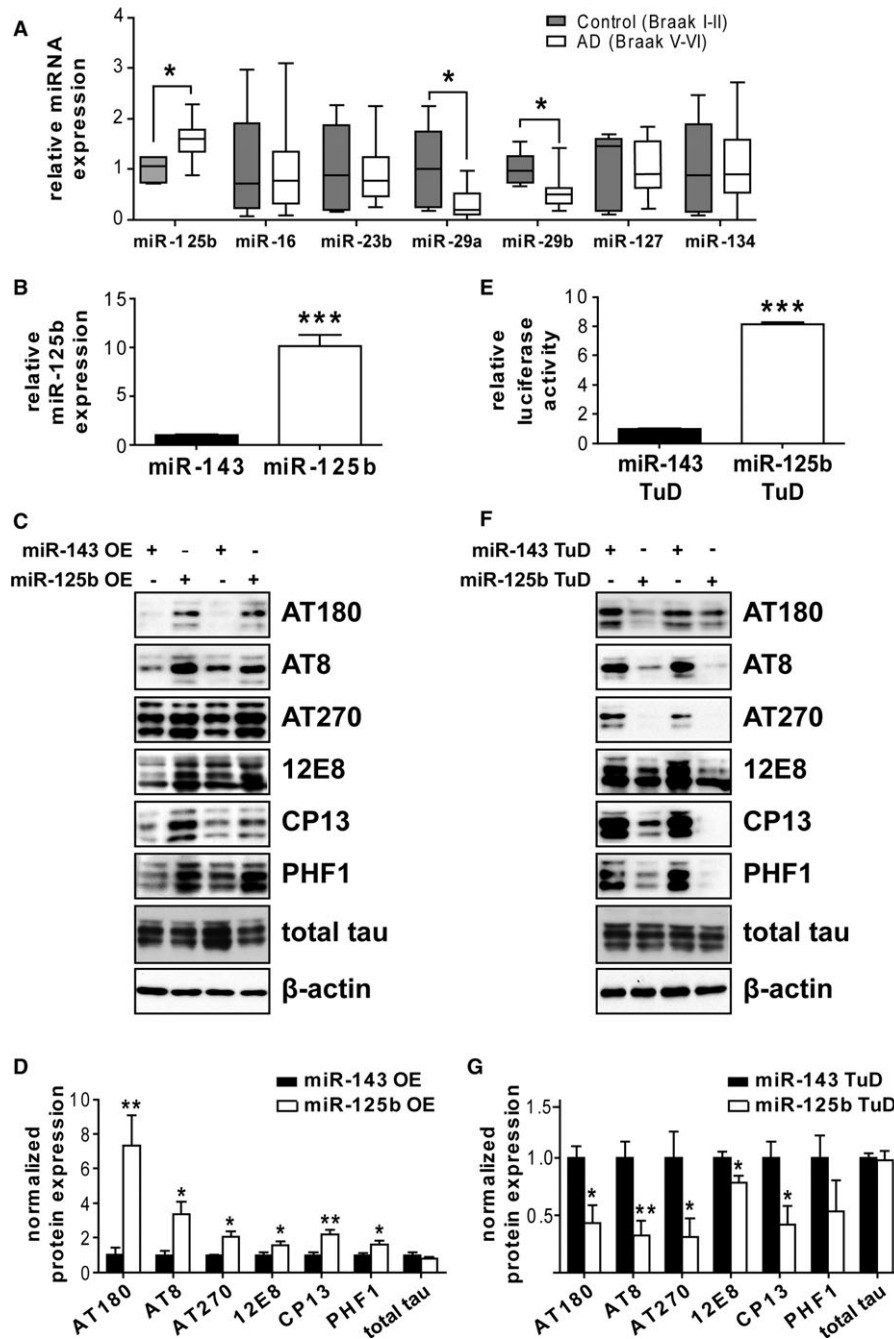 A
relative miRNA
expression
4
3
2
1
0
Control (Braak I-II)
AD (Braak V-VI)
*
*
*
miR-125b miR-16 miR-23b miR-29a miR-29b miR-127 miR-134
B
relative
miR-125b
expression
15
10
5
0
***
miR-143 miR-125b
E
relative
luciferase
activity
10
8
6
4
2
0
***
miR-143
TuD
miR-125b
TuD
C
miR-143 OE + - + -
miR-125b OE - + - +
AT180
AT8
AT270
12E8
CP13
PHF1
total tau
β-actin
F
miR-143 TuD + - + -
miR-125b TuD - + - +
AT180
AT8
AT270
12E8
CP13
PHF1
total tau
β-actin
D
normalized
protein expression
10
8
6
4
2
0
miR-143 OE
miR-125b OE
** * * * ** *
AT180 AT8 AT270 12E8 CP13 PHF1 total tau
G
normalized
protein expression
1.5
1.0
0.5
miR-143 TuD
miR-125b TuD
* ** * * *
AT180 AT8 AT270 12E8 CP13 PHF1 total tau